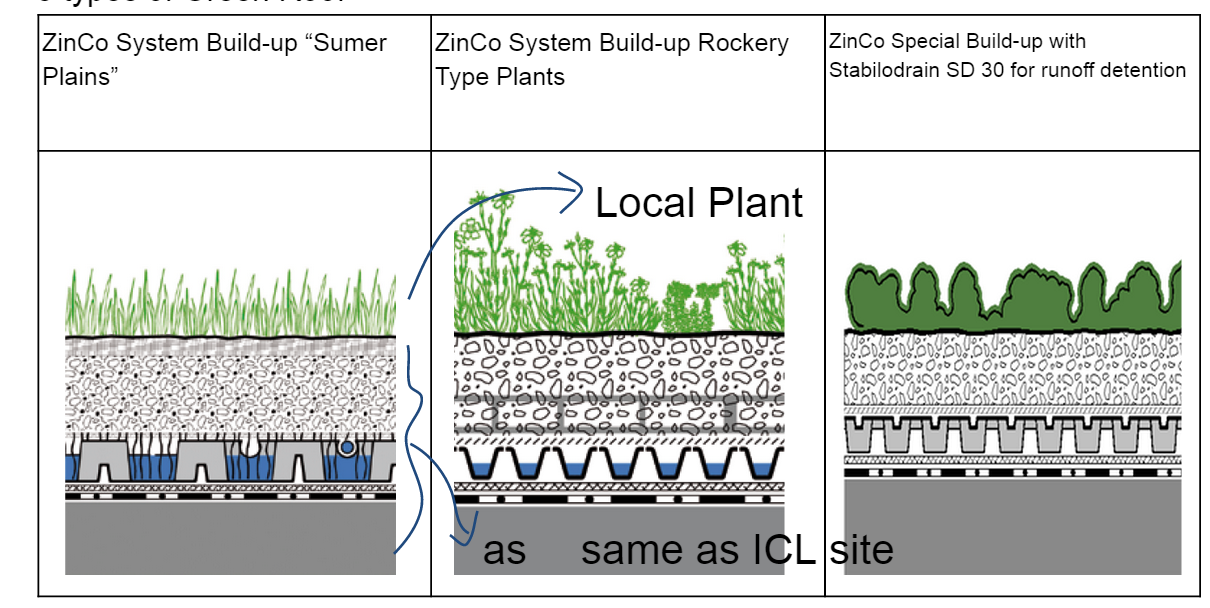 ZinCo System Build-up “Sumer
Plains”
ZinCo System Build-up Rockery
Type Plants
ZinCo Special Build-up with
Stabilodrain SD 30 for runoff detention
Local Plant
as same as ICL site